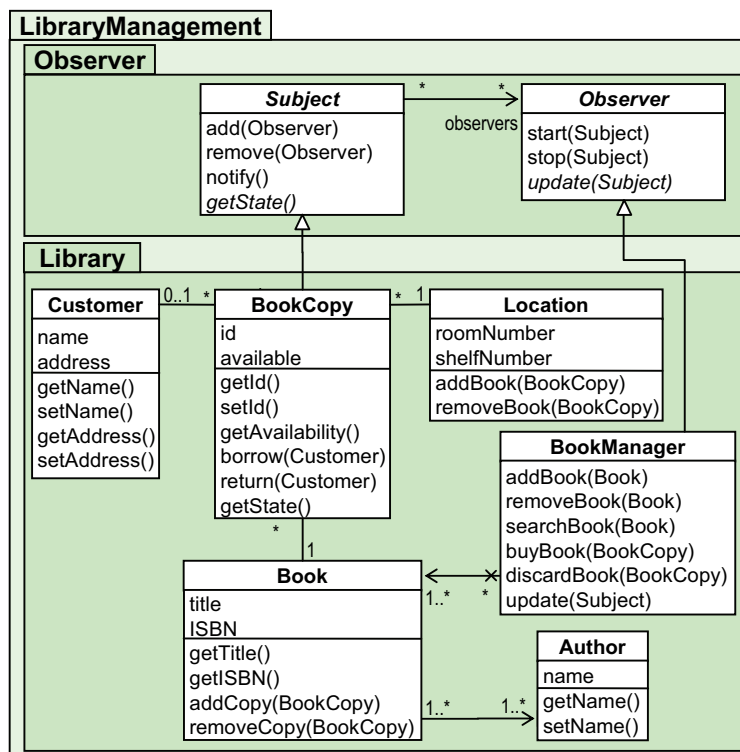 LibraryManagement
Observer
Subject
add(Observer)
remove(Observer)
notify()
getState()
* *
observers
Observer
start(Subject)
stop(Subject)
update(Subject)
Library
Customer
name
address
getName()
setName()
getAddress()
setAddress()
0..1 *
BookCopy
id
available
getId()
setId()
getAvailability()
borrow(Customer)
return(Customer)
getState()
* 1
Location
roomNumber
shelfNumber
addBook(BookCopy)
removeBook(BookCopy)
BookManager
addBook(Book)
removeBook(Book)
searchBook(Book)
buyBook(BookCopy)
discardBook(BookCopy)
update(Subject)
*
1
Book
title
ISBN
getTitle()
getISBN()
addCopy(BookCopy)
removeCopy(BookCopy)
1..* *
1..* 1..*
Author
name
getName()
setName()